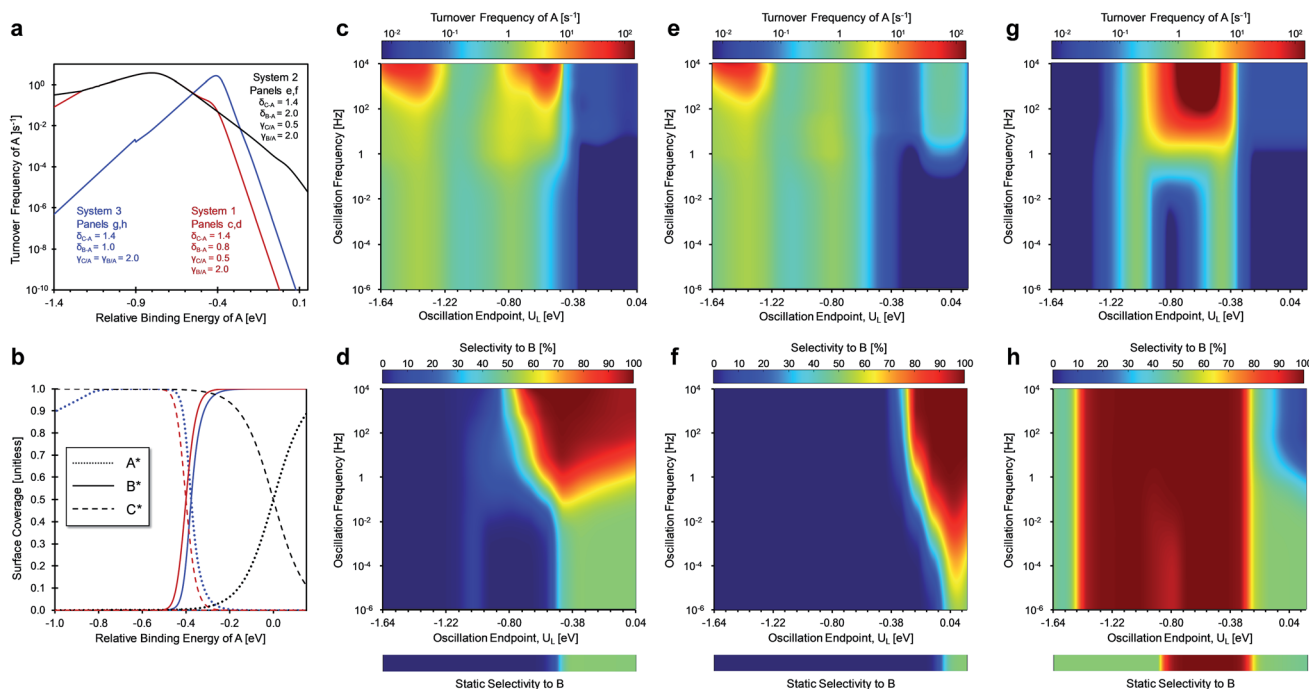 a
Turnover Frequency of A [s⁻¹]
10⁰
10⁻²
10⁻⁴
10⁻⁶
10⁻⁸
10⁻¹⁰
System 2
Panels e,f
δC-A = 1.4
δB-A = 2.0
γC/A = 0.5
γB/A = 2.0
System 3
Panels g,h
δC-A = 1.4
δB-A = 1.0
γC/A = γB/A = 2.0
System 1
Panels c,d
δC-A = 1.4
δB-A = 0.8
γC/A = 0.5
γB/A = 2.0
-1.4 -0.9 -0.4 0.1
Relative Binding Energy of A [eV]
b
Surface Coverage [unitless]
1.0
0.9
0.8
0.7
0.6
0.5
0.4
0.3
0.2
0.1
0.0
A*
B*
C*
-1.0 -0.8 -0.6 -0.4 -0.2 0.0
Relative Binding Energy of A [eV]
c
Turnover Frequency of A [s⁻¹]
10⁻² 10⁻¹ 1 10¹ 10²
Oscillation Frequency [Hz]
10⁴
10²
1
10⁻²
10⁻⁴
10⁻⁶
-1.64 -1.22 -0.80 -0.38 0.04
Oscillation Endpoint, UL [eV]
d
Selectivity to B [%]
0 10 20 30 40 50 60 70 80 90 100
Oscillation Frequency [Hz]
10⁴
10²
1
10⁻²
10⁻⁴
10⁻⁶
-1.64 -1.22 -0.80 -0.38 0.04
Oscillation Endpoint, UL [eV]
Static Selectivity to B
e
Turnover Frequency of A [s⁻¹]
10⁻² 10⁻¹ 1 10¹ 10²
Oscillation Frequency [Hz]
10⁴
10²
1
10⁻²
10⁻⁴
10⁻⁶
-1.64 -1.22 -0.80 -0.38 0.04
Oscillation Endpoint, UL [eV]
f
Selectivity to B [%]
0 10 20 30 40 50 60 70 80 90 100
Oscillation Frequency [Hz]
10⁴
10²
1
10⁻²
10⁻⁴
10⁻⁶
-1.64 -1.22 -0.80 -0.38 0.04
Oscillation Endpoint, UL [eV]
Static Selectivity to B
g
Turnover Frequency of A [s⁻¹]
10⁻² 10⁻¹ 1 10¹ 10²
Oscillation Frequency [Hz]
10⁴
10²
1
10⁻²
10⁻⁴
10⁻⁶
-1.64 -1.22 -0.80 -0.38 0.04
Oscillation Endpoint, UL [eV]
h
Selectivity to B [%]
0 10 20 30 40 50 60 70 80 90 100
Oscillation Frequency [Hz]
10⁴
10²
1
10⁻²
10⁻⁴
10⁻⁶
-1.64 -1.22 -0.80 -0.38 0.04
Oscillation Endpoint, UL [eV]
Static Selectivity to B